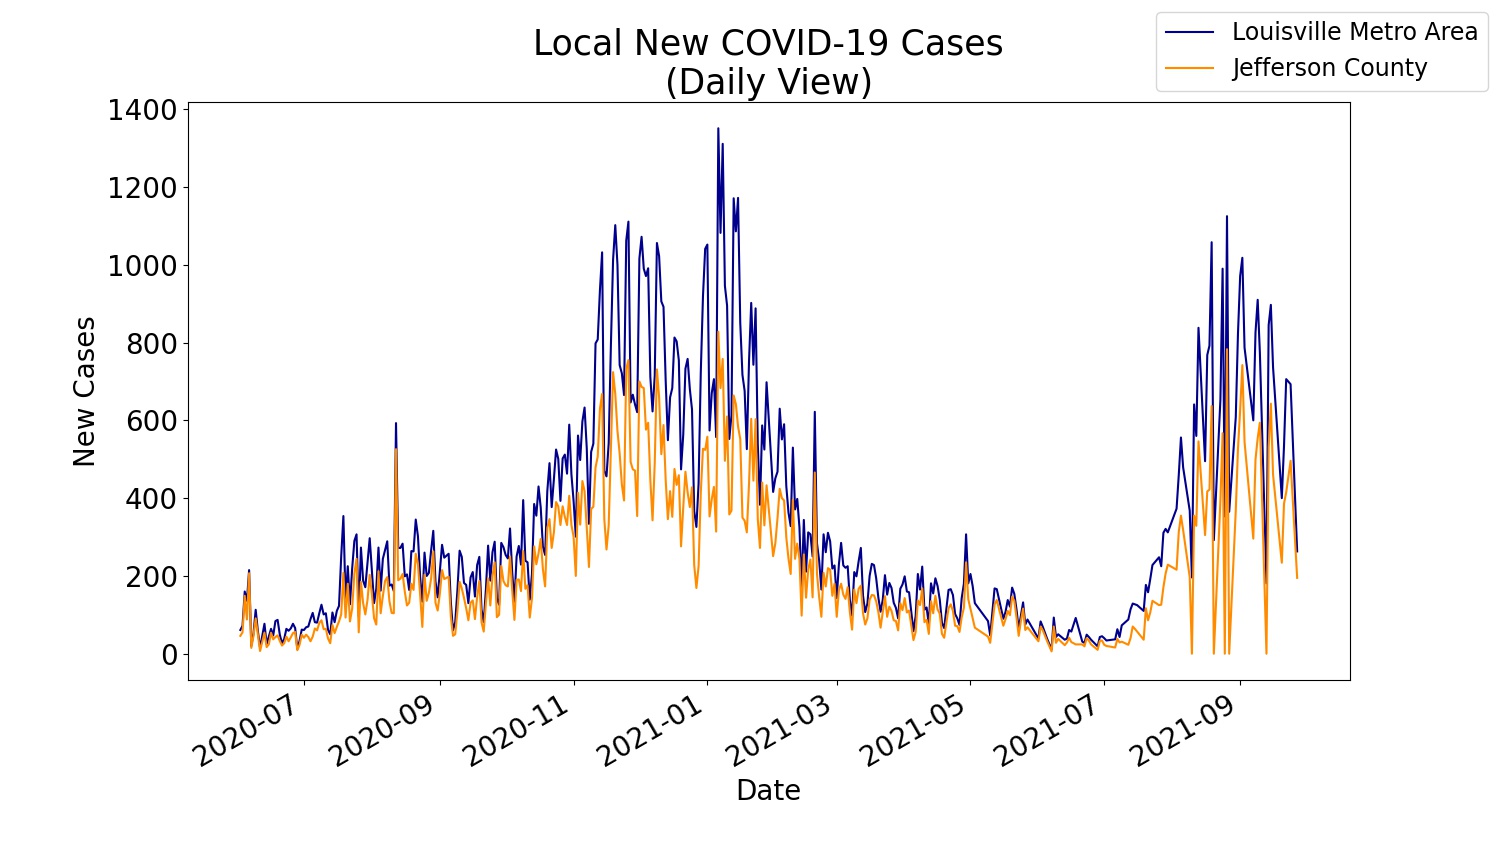 Local New COVID-19 Cases
(Daily View)
Louisville Metro Area
Jefferson County
1400
1200
1000
800
600
400
200
0
New Cases
2020-07
2020-09
2020-11
2021-01
2021-03
2021-05
2021-07
2021-09
Date